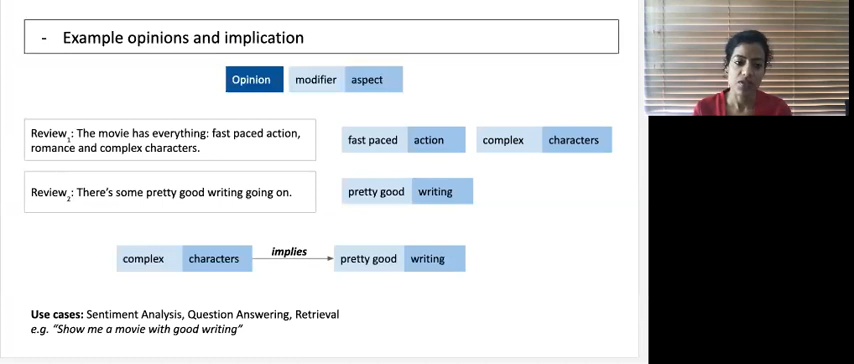 - Example opinions and implication
Opinion modifier aspect
Review1: The movie has everything: fast paced action,
romance and complex characters.
fast paced action complex characters
Review2: There's some pretty good writing going on.
pretty good writing
complex characters implies pretty good writing
Use cases: Sentiment Analysis, Question Answering, Retrieval
e.g. "Show me a movie with good writing"